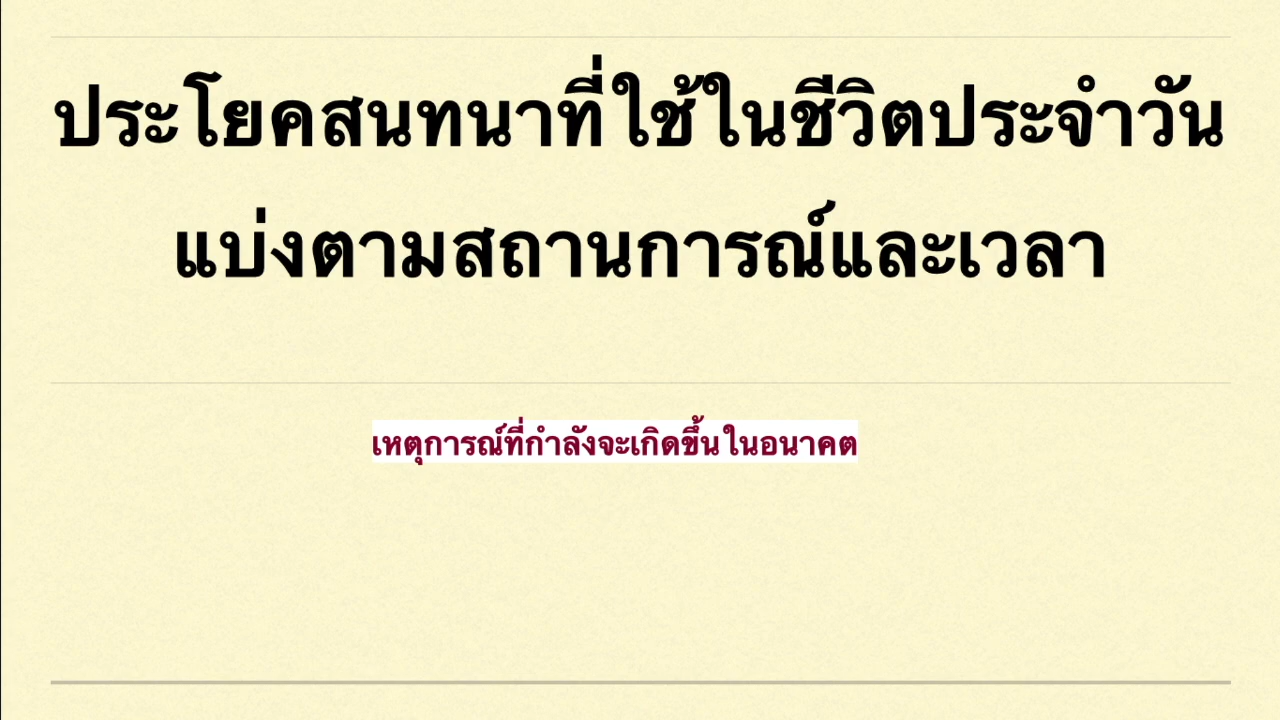 ประโยคสนทนาที่ใช้ในชีวิตประจำวัน
แบ่งตามสถานการณ์และเวลา
เหตุการณ์ที่กำลังจะเกิดขึ้นในอนาคต